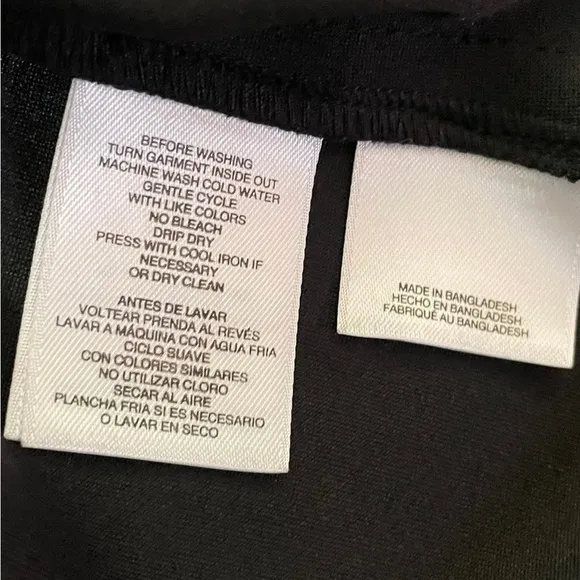 BEFORE WASHING
TURN GARMENT INSIDE OUT
MACHINE WASH COLD WATER
GENTLE CYCLE
WITH LIKE COLORS
NO BLEACH
DRIP DRY
PRESS WITH COOL IRON IF
NECESSARY
OR DRY CLEAN
ANTES DE LAVAR
VOLTEAR PRENDA AL REVÉS
LAVAR A MÁQUINA CON AGUA FRIA
CICLO SUAVE
CON COLORES SIMILARES
NO UTILIZAR CLORO
SECAR AL AIRE
PLANCHA FRIA SI ES NECESARIO
O LAVAR EN SECO
MADE IN BANGLADESH
HECHO EN BANGLADESH
FABRIQUÉ AU BANGLADESH